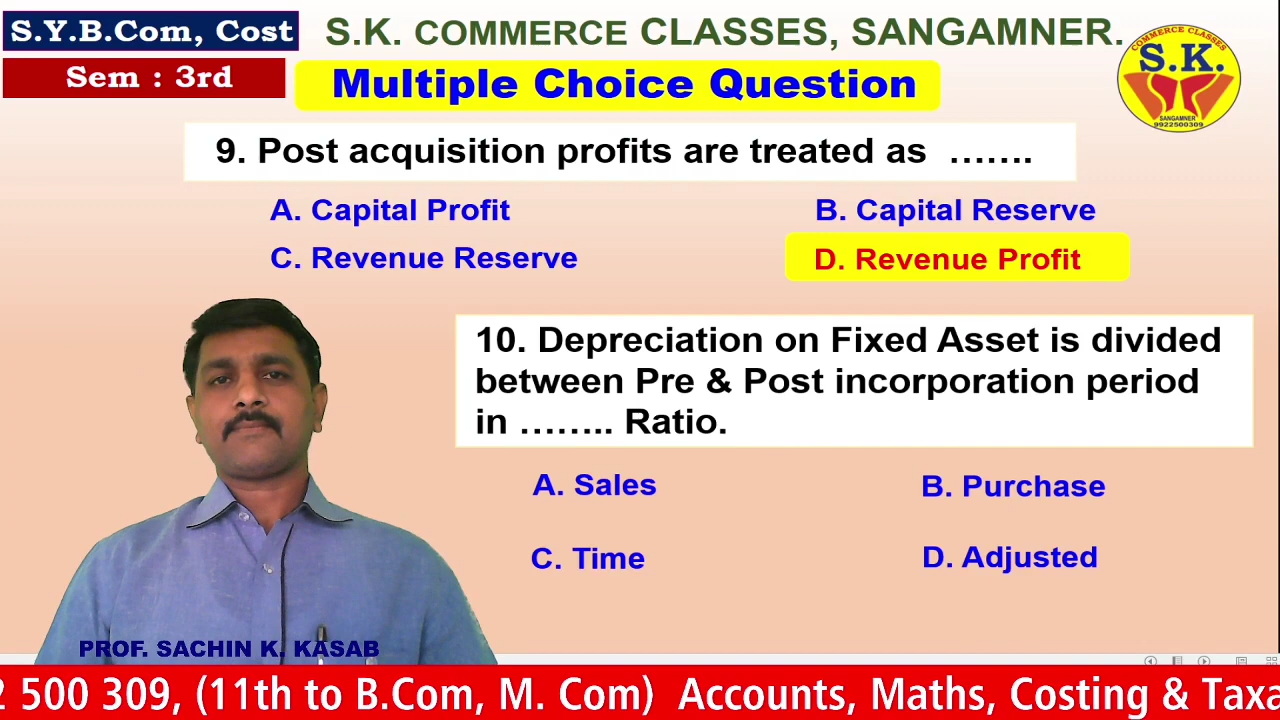 S.Y.B.Com, Cost
S.K. COMMERCE CLASSES, SANGAMNER.
Sem : 3rd
Multiple Choice Question
COMMERCE CLASSES
S.K.
SANGAMNER
9922500309
9. Post acquisition profits are treated as …….
A. Capital Profit
B. Capital Reserve
C. Revenue Reserve
D. Revenue Profit
10. Depreciation on Fixed Asset is divided
between Pre & Post incorporation period
in …….. Ratio.
A. Sales
B. Purchase
C. Time
D. Adjusted
PROF. SACHIN K. KASAB
2 500 309, (11th to B.Com, M. Com) Accounts, Maths, Costing & Taxa